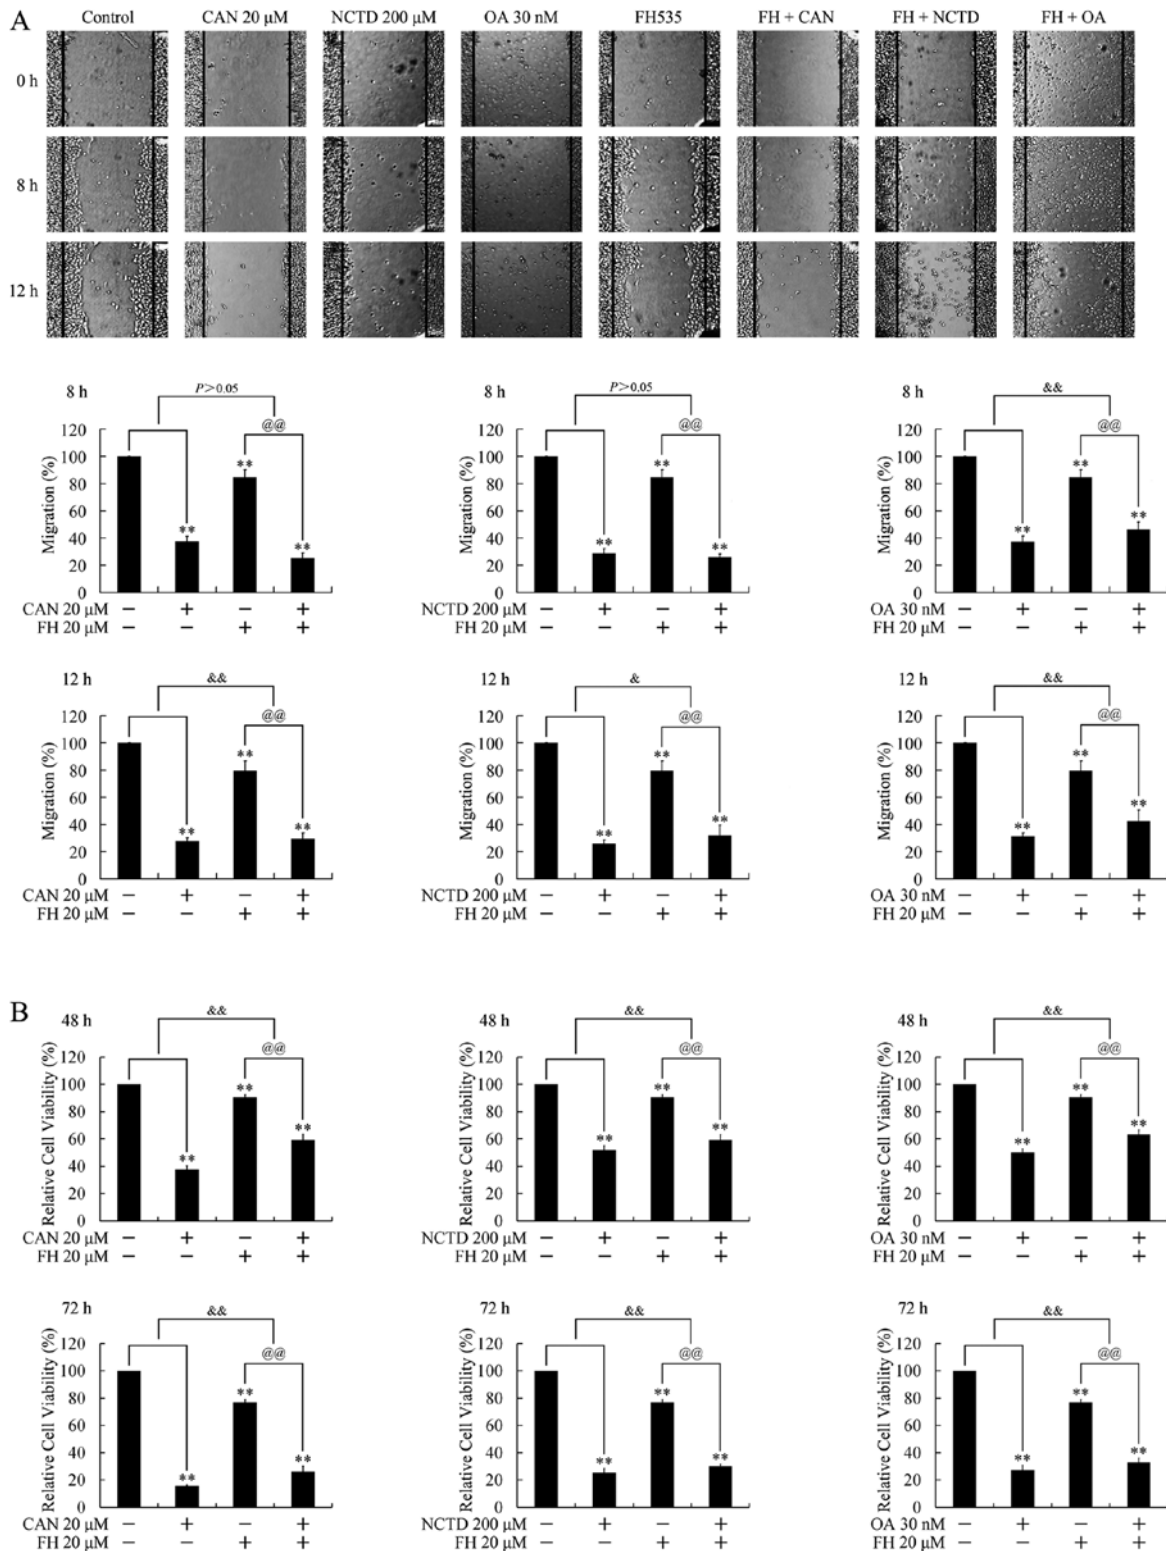 A
Control CAN 20 μM NCTD 200 μM OA 30 nM FH535 FH + CAN FH + NCTD FH + OA
0 h
8 h
12 h
8 h P>0.05 P>0.05 8 h &&
@@ @@ @@
120 120 120
100 100 100
80 ** 80 ** 80 **
60 60 60
40 ** 40 40 ** **
20 ** 20 ** ** 20
0 0 0
Migration (%) Migration (%) Migration (%)
CAN 20 μM − + − + NCTD 200 μM − + − + OA 30 nM − + − +
FH 20 μM − − + + FH 20 μM − − + + FH 20 μM − − + +
12 h && 12 h & 12 h &&
@@ @@ @@
120 120 120
100 100 100
80 ** 80 ** 80 **
60 60 60
40 40 40 **
20 ** ** 20 ** ** 20 **
0 0 0
Migration (%) Migration (%) Migration (%)
CAN 20 μM − + − + NCTD 200 μM − + − + OA 30 nM − + − +
FH 20 μM − − + + FH 20 μM − − + + FH 20 μM − − + +
B
48 h && 48 h && 48 h &&
@@ @@ @@
120 120 120
100 ** 100 ** 100 **
80 80 80
60 ** 60 ** ** 60 ** **
40 ** 40 40
20 20 20
0 0 0
Relative Cell Viability (%) Relative Cell Viability (%) Relative Cell Viability (%)
CAN 20 μM − + − + NCTD 200 μM − + − + OA 30 nM − + − +
FH 20 μM − − + + FH 20 μM − − + + FH 20 μM − − + +
72 h && 72 h && 72 h &&
@@ @@ @@
120 120 120
100 100 100
80 ** 80 ** 80 **
60 60 60
40 40 40
20 ** ** 20 ** ** 20 ** **
0 0 0
Relative Cell Viability (%) Relative Cell Viability (%) Relative Cell Viability (%)
CAN 20 μM − + − + NCTD 200 μM − + − + OA 30 nM − + − +
FH 20 μM − − + + FH 20 μM − − + + FH 20 μM − − + +